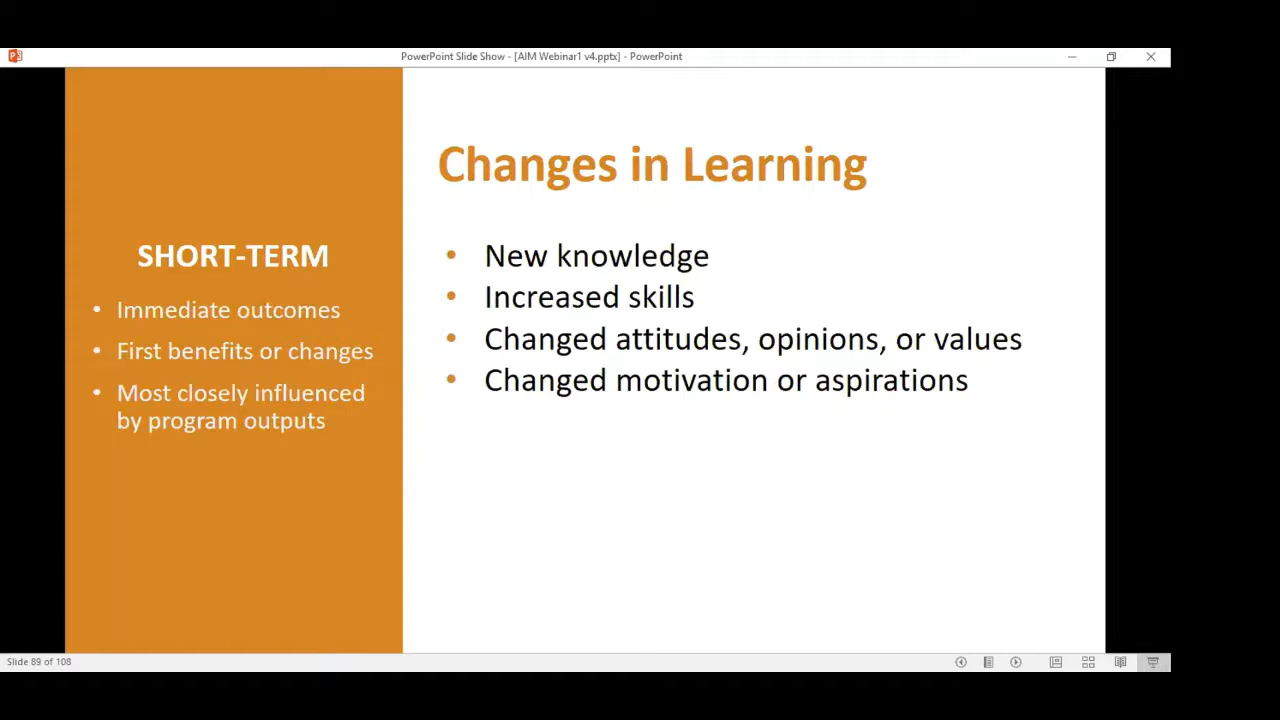 PowerPoint Slide Show - [AIM Webinar1 v4.pptx] - PowerPoint
SHORT-TERM
• Immediate outcomes
• First benefits or changes
• Most closely influenced
by program outputs
Changes in Learning
• New knowledge
• Increased skills
• Changed attitudes, opinions, or values
• Changed motivation or aspirations
Slide 89 of 108